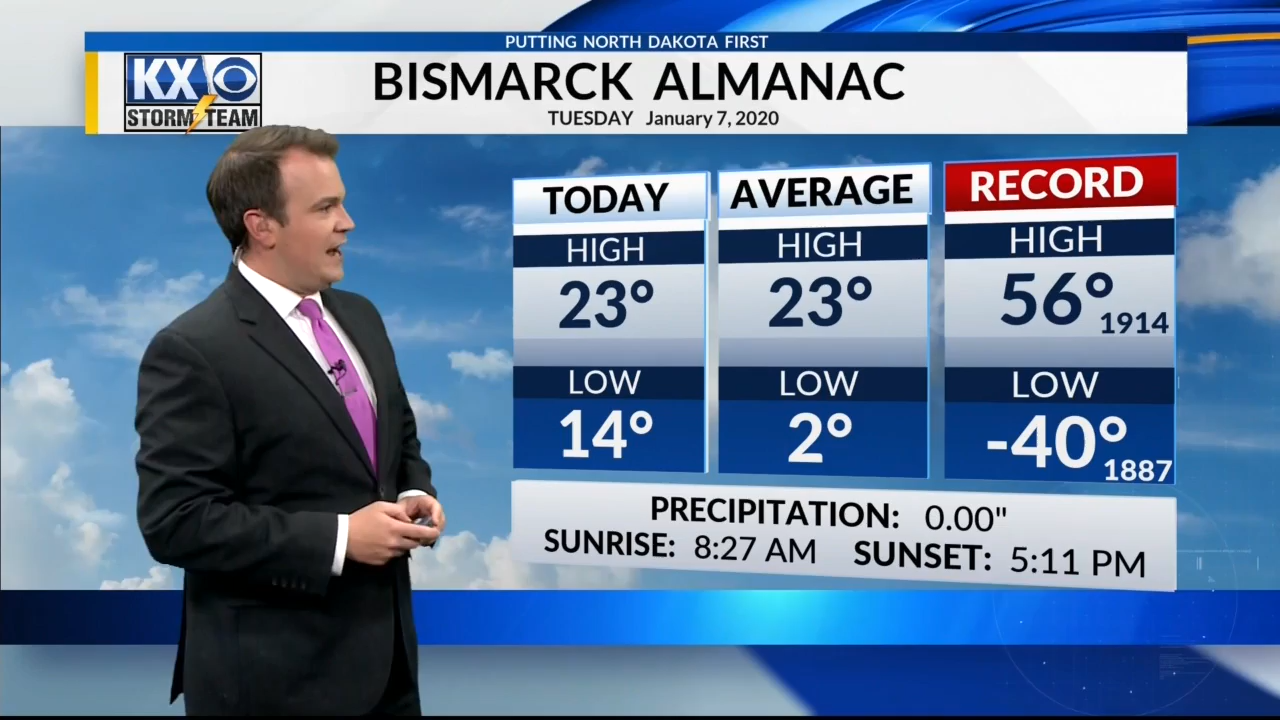 PUTTING NORTH DAKOTA FIRST
KX
STORM TEAM
BISMARCK ALMANAC
TUESDAY January 7, 2020
TODAY
HIGH
23°
LOW
14°
AVERAGE
HIGH
23°
LOW
2°
RECORD
HIGH
56°
1914
LOW
-40°
1887
PRECIPITATION: 0.00"
SUNRISE: 8:27 AM SUNSET: 5:11 PM